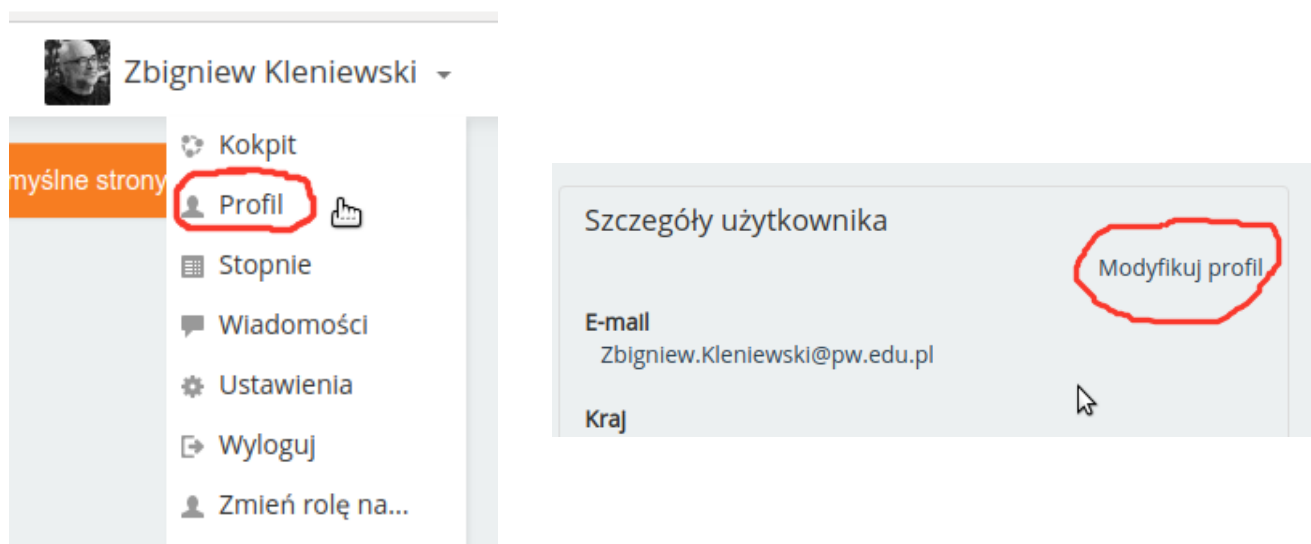 Zbigniew Kleniewski
Kokpit
myślne strony
Profil
Stopnie
Wiadomości
Ustawienia
Wyloguj
Zmień rolę na...
Szczegóły użytkownika
Modyfikuj profil
E-mail
Zbigniew.Kleniewski@pw.edu.pl
Kraj